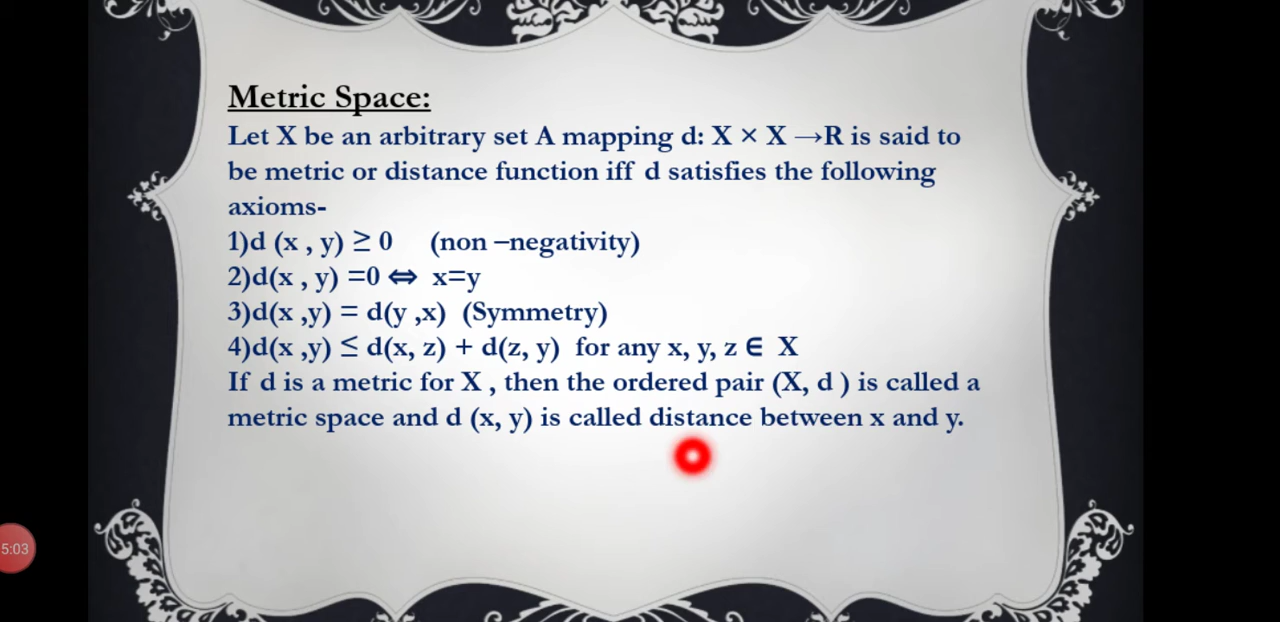 Metric Space:
Let X be an arbitrary set A mapping d: X × X →R is said to
be metric or distance function iff d satisfies the following
axioms-
1)d (x , y) ≥ 0 (non –negativity)
2)d(x , y) =0 ⇔ x=y
3)d(x ,y) = d(y ,x) (Symmetry)
4)d(x ,y) ≤ d(x, z) + d(z, y) for any x, y, z ∈ X
If d is a metric for X , then the ordered pair (X, d ) is called a
metric space and d (x, y) is called distance between x and y.
5:03